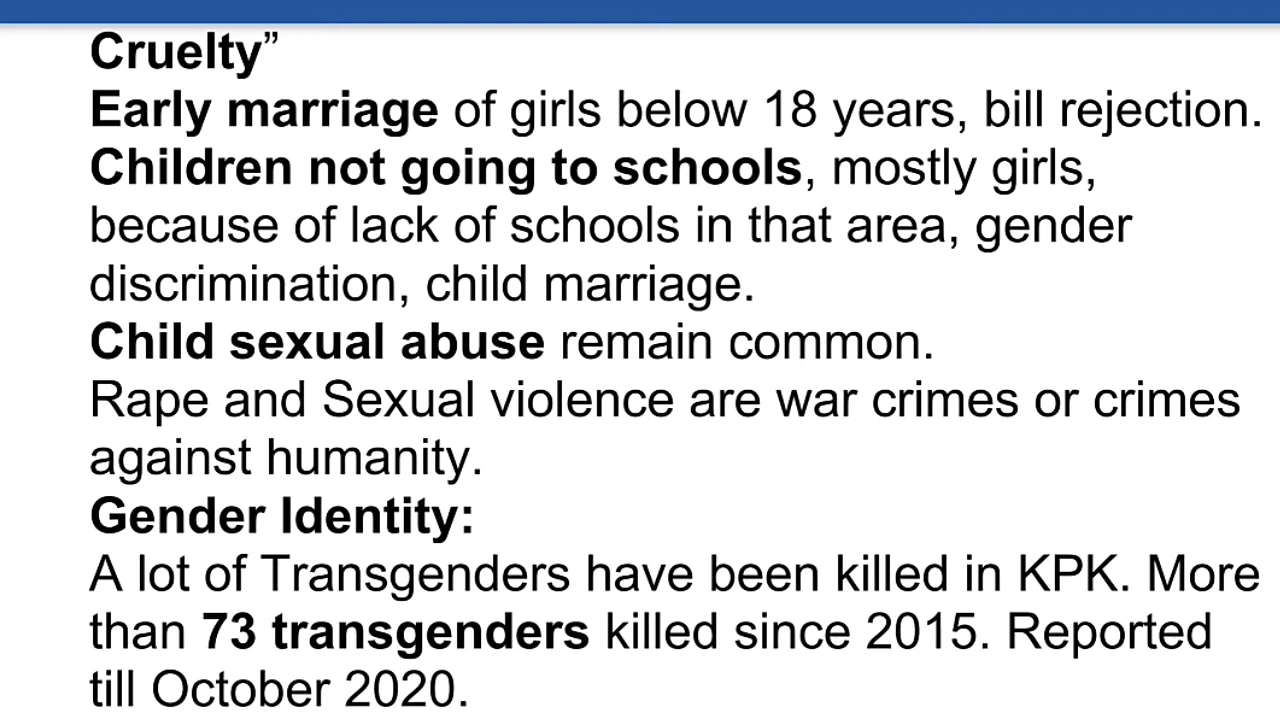 Cruelty”
Early marriage of girls below 18 years, bill rejection.
Children not going to schools, mostly girls,
because of lack of schools in that area, gender
discrimination, child marriage.
Child sexual abuse remain common.
Rape and Sexual violence are war crimes or crimes
against humanity.
Gender Identity:
A lot of Transgenders have been killed in KPK. More
than 73 transgenders killed since 2015. Reported
till October 2020.